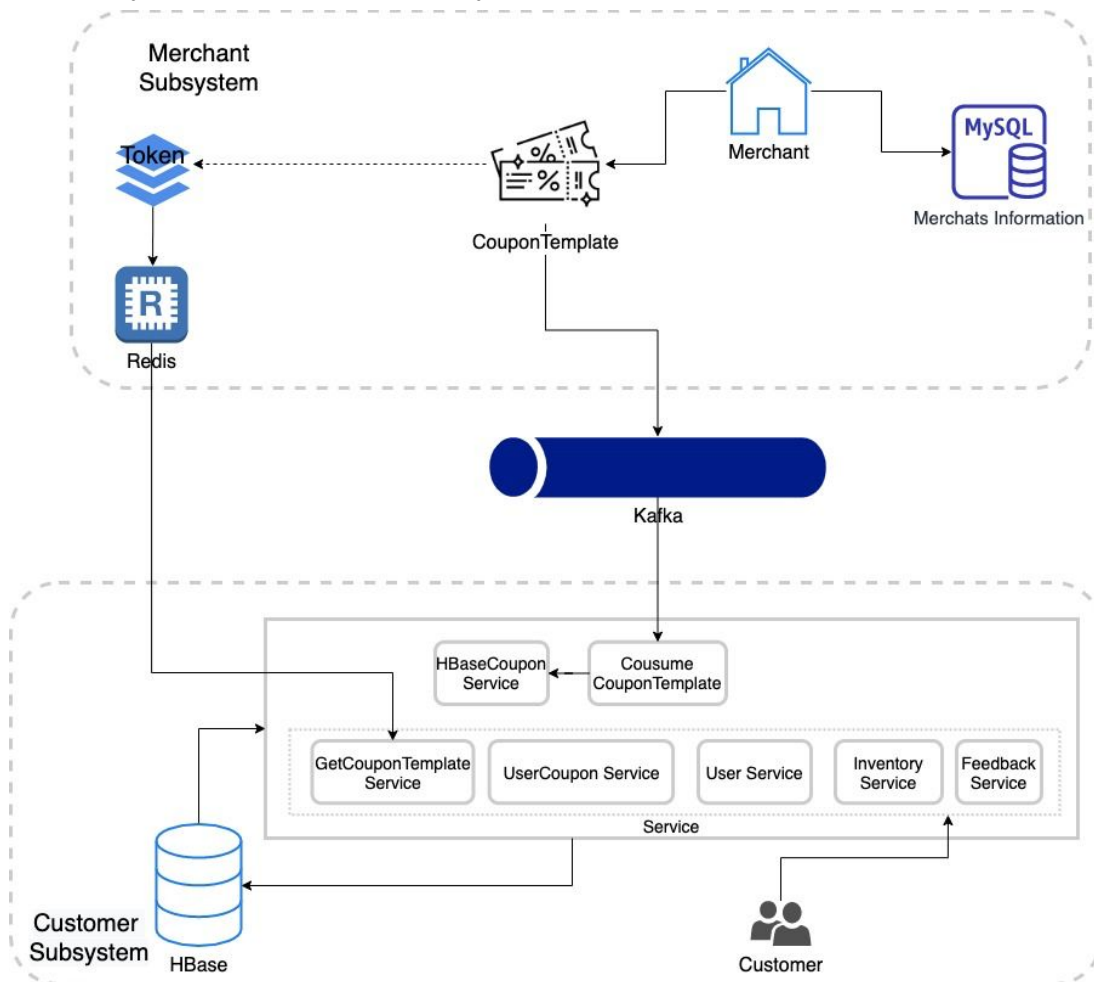 Merchant
Subsystem
Token
MySQL
Merchant
Merchats Information
CouponTemplate
R
Redis
Kafka
HBaseCoupon
Service
Cousume
CouponTemplate
GetCouponTemplate
Service
UserCoupon Service
User Service
Inventory
Service
Feedback
Service
Service
Customer
Subsystem
HBase
Customer